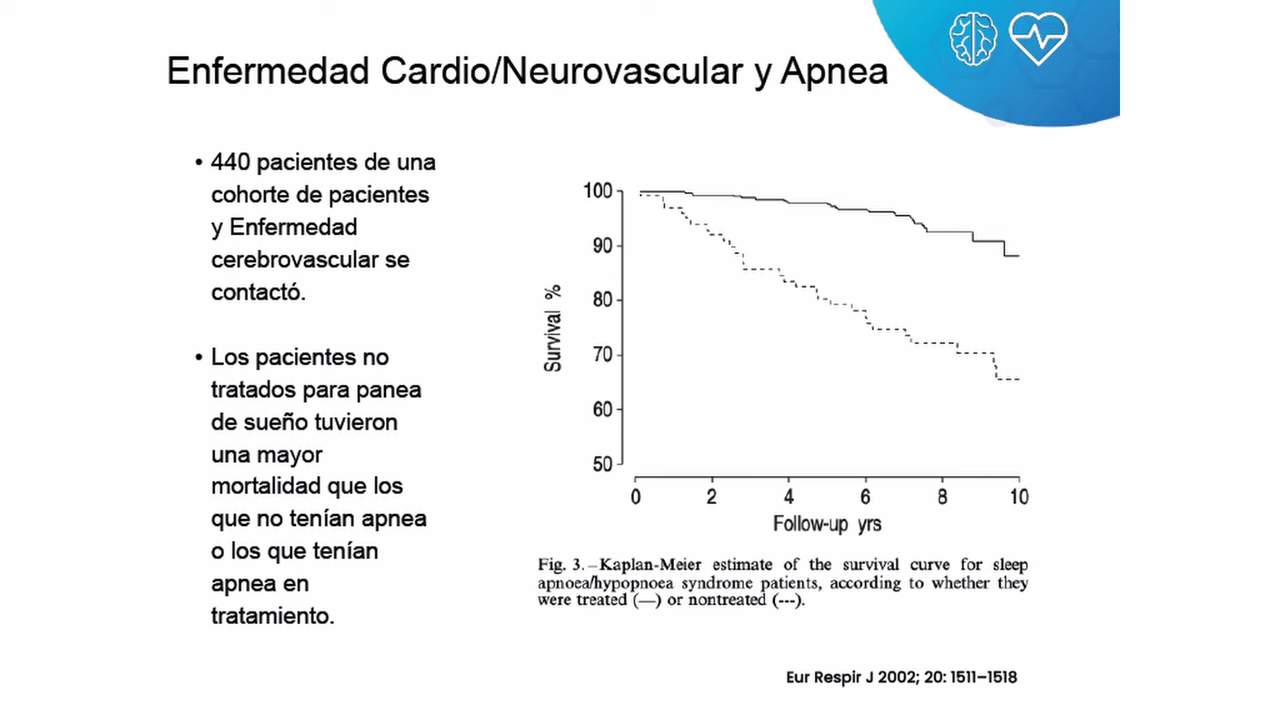 Enfermedad Cardio/Neurovascular y Apnea
• 440 pacientes de una
cohorte de pacientes
y Enfermedad
cerebrovascular se
contactó.
• Los pacientes no
tratados para panea
de sueño tuvieron
una mayor
mortalidad que los
que no tenían apnea
o los que tenían
apnea en
tratamiento.
100
90
80
70
60
50
Survival %
0 2 4 6 8 10
Follow-up yrs
Fig. 3. – Kaplan-Meier estimate of the survival curve for sleep
apnoea/hypopnoea syndrome patients, according to whether they
were treated (—) or nontreated (---).
Eur Respir J 2002; 20: 1511–1518